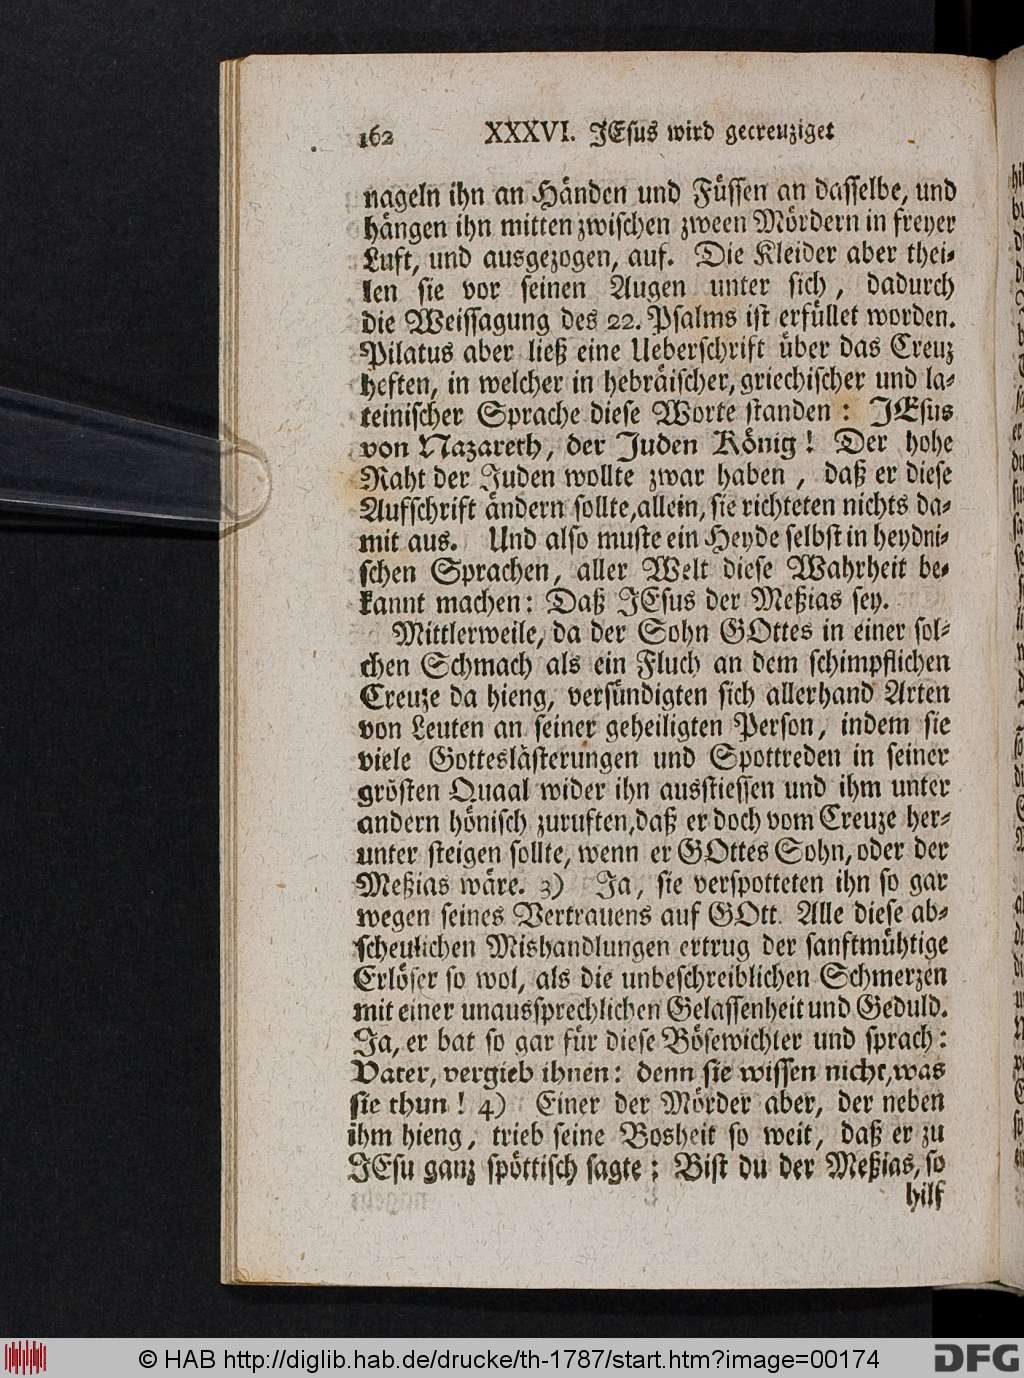 162 XXXVI. JEsus wird gecreuziget
nageln ihn an Händen und Füssen an dasselbe, und
hängen ihn mitten zwischen zween Mördern in freyer
Luft, und ausgezogen, auf. Die Kleider aber thei-
len sie vor seinen Augen unter sich, dadurch
die Weissagung des 22. Psalms ist erfüllet worden.
Pilatus aber ließ eine Ueberschrift über das Creuz
heften, in welcher in hebräischer, griechischer und la-
teinischer Sprache diese Worte standen: JEsus
von Nazareth, der Juden König! Der hohe
Raht der Juden wollte zwar haben, daß er diese
Aufschrift ändern sollte, allein, sie richteten nichts da-
mit aus. Und also muste ein Heyde selbst in heydni-
schen Sprachen, aller Welt diese Wahrheit be-
kannt machen: Daß JEsus der Meßias sey.
Mittlerweile, da der Sohn GOttes in einer sol-
chen Schmach als ein Fluch an dem schimpflichen
Creuze da hieng, versündigten sich allerhand Arten
von Leuten an seiner geheiligten Person, indem sie
viele Gotteslästerungen und Spottreden in seiner
grösten Quaal wider ihn ausstiessen und ihm unter
andern hönisch zuruften, daß er doch vom Creuze her-
unter steigen sollte, wenn er GOttes Sohn, oder der
Meßias wäre. 3) Ja, sie verspotteten ihn so gar
wegen seines Vertrauens auf GOtt. Alle diese ab-
scheulichen Mishandlungen ertrug der sanftmühtige
Erlöser so wol, als die unbeschreiblichen Schmerzen
mit einer unaussprechlichen Gelassenheit und Geduld.
Ja, er bat so gar für diese Bösewichter und sprach:
Vater, vergieb ihnen: denn sie wissen nicht, was
sie thun! 4) Einer der Mörder aber, der neben
ihm hieng, trieb seine Bosheit so weit, daß er zu
JEsu ganz spöttisch sagte: Bist du der Meßias, so
hilf
© HAB http://diglib.hab.de/drucke/th-1787/start.htm?image=00174
DFG